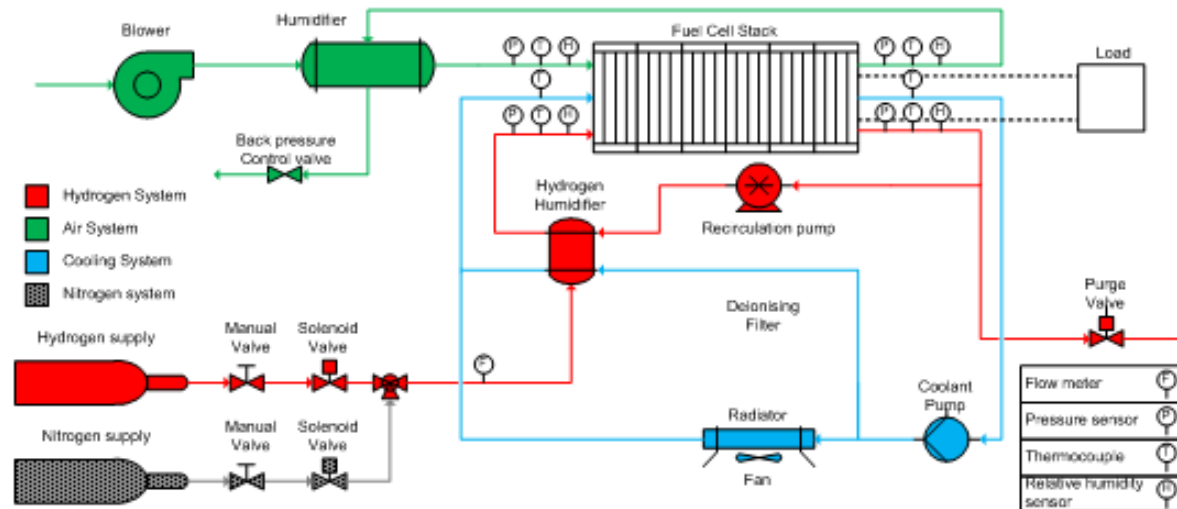 Blower
Humidifier
Fuel Cell Stack
Load
P T H
P T H
T
T
P T H
P T H
Back pressure
Control valve
Hydrogen System
Air System
Cooling System
Nitrogen system
Hydrogen
Humidifier
Recirculation pump
Purge
Valve
Deionising
Filter
Hydrogen supply
Manual
Valve
Solenoid
Valve
F
Coolant
Pump
Radiator
Fan
Nitrogen supply
Manual
Valve
Solenoid
Valve
Flow meter F
Pressure sensor P
Thermocouple T
Relative humidity
sensor H